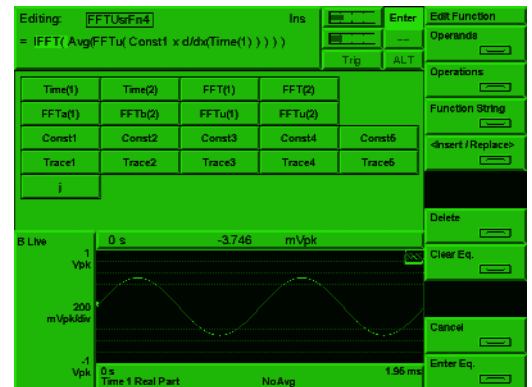 Editing: FFTUsrFn4 Ins Enter
= IFFT( Avg(FFTu( Const1 x d/dx(Time(1) ) ) ) ) --
Trig ALT
Edit Function
Operands
Operations
Function String
<Insert / Replace>
Delete
Clear Eq.
Cancel
Enter Eq.
Time(1) Time(2) FFT(1) FFT(2)
FFTa(1) FFTb(2) FFTu(1) FFTu(2)
Const1 Const2 Const3 Const4 Const5
Trace1 Trace2 Trace3 Trace4 Trace5
j
B Live 0 s -3.746 mVpk
1
Vpk
200
mVpk/div
-1
Vpk
0 s 1.95 ms
Time 1 Real Part NoAvg